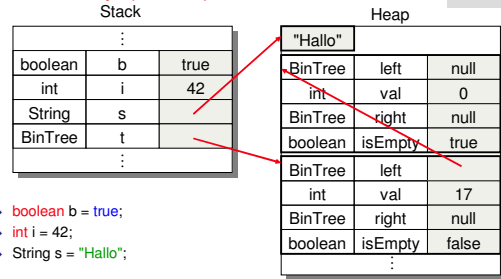 Stack
Heap
⋮
boolean b true
int i 42
String s
BinTree t
⋮
"Hallo"
BinTree left null
int val 0
BinTree right null
boolean isEmpty true
BinTree left
int val 17
BinTree right null
boolean isEmpty false
⋮
boolean b = true;
int i = 42;
String s = "Hallo";